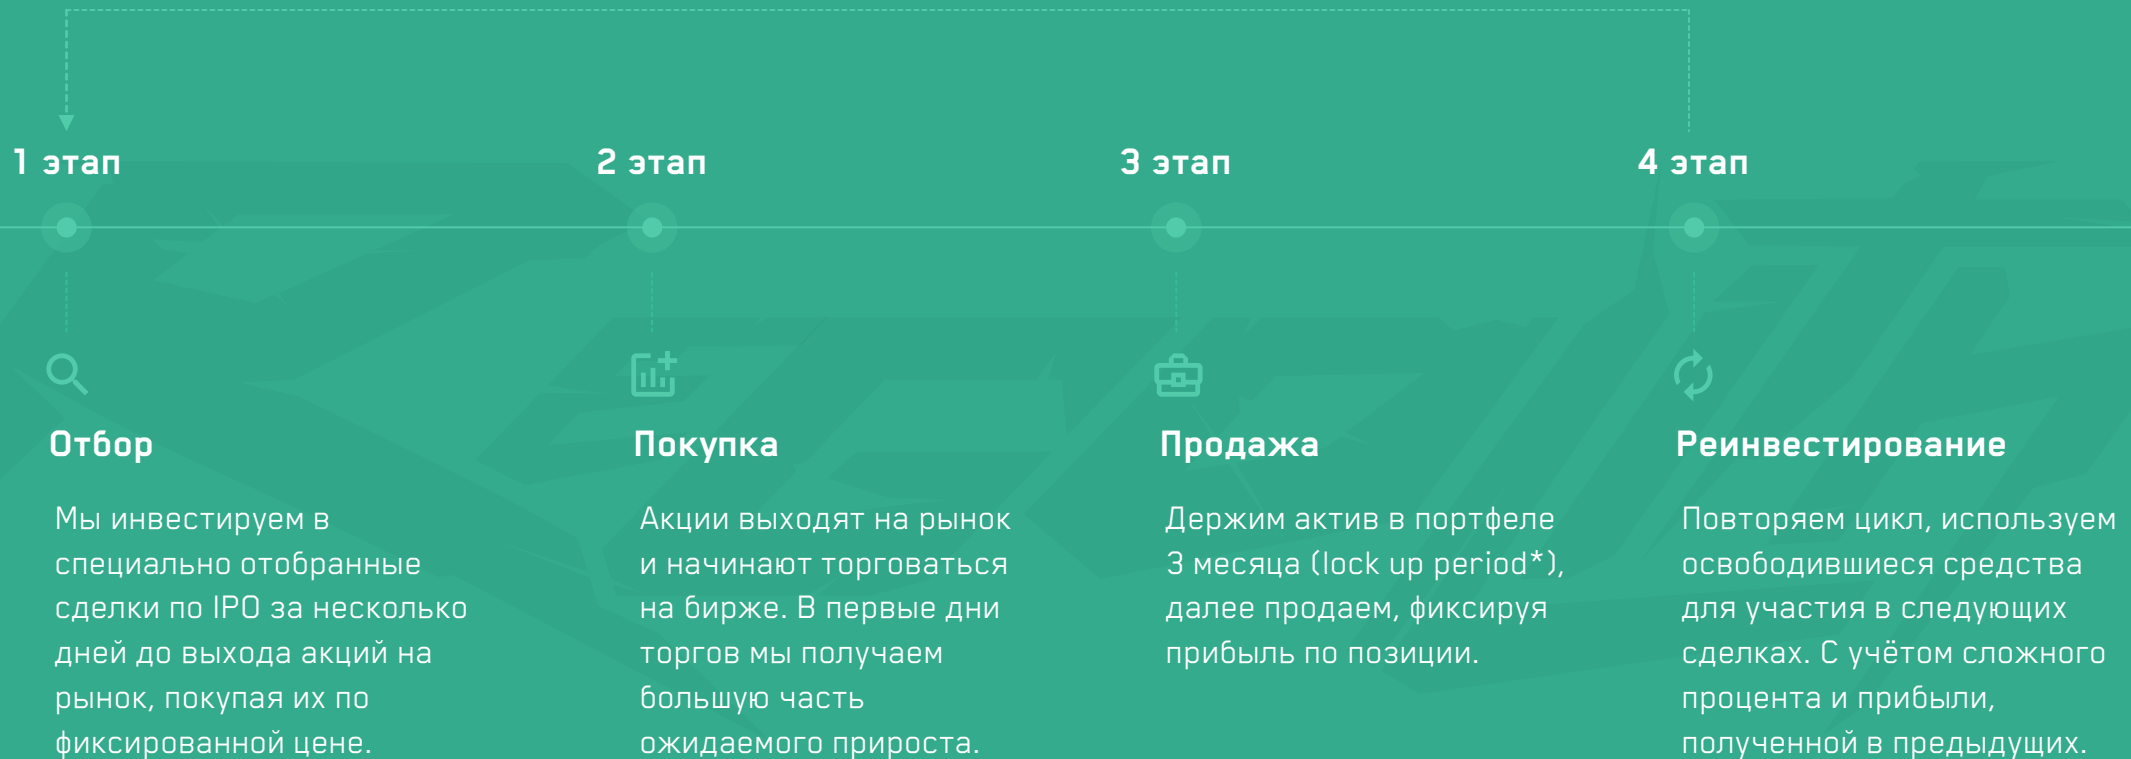 1 этап
2 этап
3 этап
4 этап
Отбор
Мы инвестируем в
специально отобранные
сделки по IPO за несколько
дней до выхода акций на
рынок, покупая их по
фиксированной цене.
Покупка
Акции выходят на рынок
и начинают торговаться
на бирже. В первые дни
торгов мы получаем
большую часть
ожидаемого прироста.
Продажа
Держим актив в портфеле
3 месяца (lock up period*),
далее продаем, фиксируя
прибыль по позиции.
Реинвестирование
Повторяем цикл, используем
освободившиеся средства
для участия в следующих
сделках. С учётом сложного
процента и прибыли,
полученной в предыдущих.